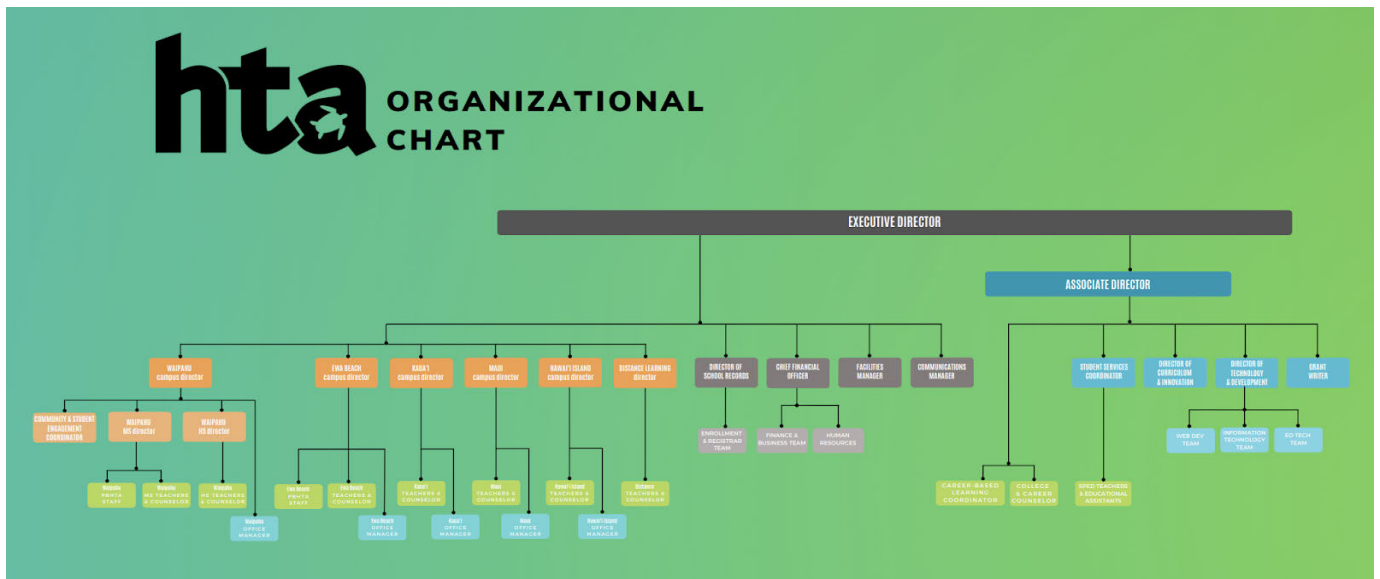 hta
ORGANIZATIONAL
CHART
EXECUTIVE DIRECTOR
ASSOCIATE DIRECTOR
WAIPAHU
campus director
EWA BEACH
campus director
KAUA'I
campus director
MAUI
campus director
HAWAI'I ISLAND
campus director
DISTANCE LEARNING
director
DIRECTOR OF
SCHOOL RECORDS
CHIEF FINANCIAL
OFFICER
FACILITIES
MANAGER
COMMUNICATIONS
MANAGER
STUDENT SERVICES
COORDINATOR
DIRECTOR OF
CURRICULUM
& INNOVATION
DIRECTOR OF
TECHNOLOGY
& DEVELOPMENT
GRANT
WRITER
COMMUNITY & STUDENT
ENGAGEMENT
COORDINATOR
WAIPAHU
MS director
WAIPAHU
HS director
ENROLLMENT
& REGISTRAR
TEAM
FINANCE &
BUSINESS TEAM
HUMAN
RESOURCES
WEB DEV
TEAM
INFORMATION
TECHNOLOGY
TEAM
ED TECH
TEAM
Waipahu
PBHTA
STAFF
Waipahu
MS TEACHERS
& COUNSELOR
Waipahu
HS TEACHERS
& COUNSELOR
Ewa Beach
PBHTA
STAFF
Ewa Beach
TEACHERS &
COUNSELOR
Kaua'i
TEACHERS &
COUNSELOR
Maui
TEACHERS &
COUNSELOR
Hawai'i Island
TEACHERS &
COUNSELOR
Distance
TEACHERS &
COUNSELOR
CAREER-BASED
LEARNING
COORDINATOR
COLLEGE
& CAREER
COUNSELOR
SPED TEACHERS
& EDUCATIONAL
ASSISTANTS
Waipahu
OFFICE
MANAGER
Ewa Beach
OFFICE
MANAGER
Kaua'i
OFFICE
MANAGER
Maui
OFFICE
MANAGER
Hawai'i Island
OFFICE
MANAGER